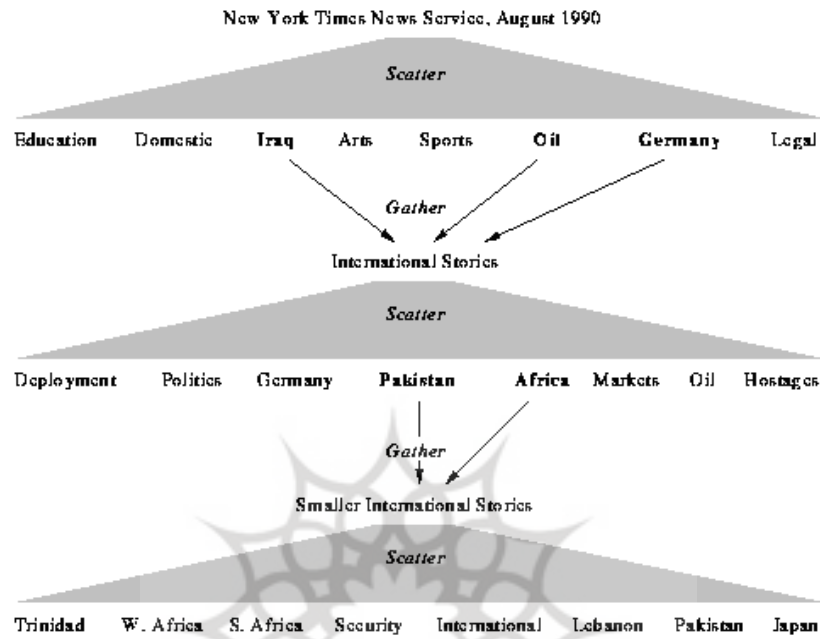 New York Times News Service, August 1990
Scatter
Education Domestic Iraq Arts Sports Oil Germany Legal
Gather
International Stories
Scatter
Deployment Politics Germany Pakistan Africa Markets Oil Hostages
Gather
Smaller International Stories
Scatter
Trinidad W. Africa S. Africa Security International Lebanon Pakistan Japan